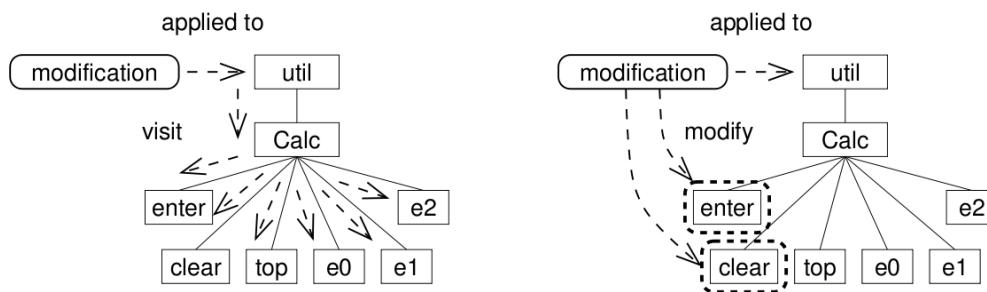 applied to
modification
util
visit
Calc
enter
e2
clear
top
e0
e1
applied to
modification
util
modify
Calc
enter
e2
clear
top
e0
e1